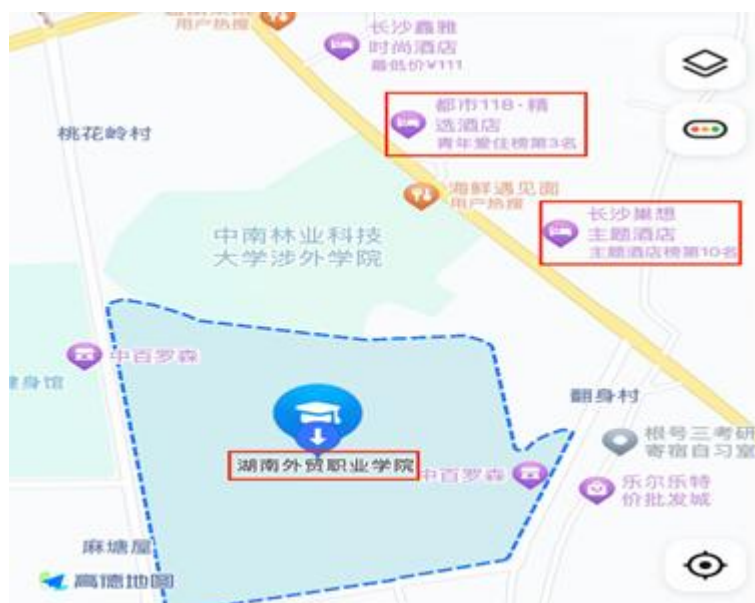 用户热搜
长沙鑫雅
时尚酒店
最低价¥111
都市118·精
选酒店
青年爱住榜第3名
桃花岭村
海鲜遇见面
用户热搜
长沙巢想
主题酒店
主题酒店榜第10名
中南林业科技
大学涉外学院
中百罗森
健身馆
翻身村
根号三考研
寄宿自习室
湖南外贸职业学院
中百罗森
乐尔乐特
价批发城
麻塘屋
高德地图